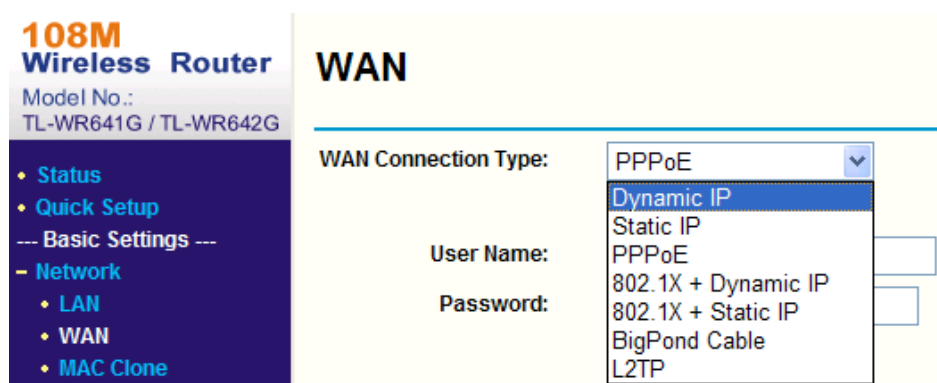 108M
Wireless Router
Model No.:
TL-WR641G / TL-WR642G
• Status
• Quick Setup
--- Basic Settings ---
– Network
• LAN
• WAN
• MAC Clone
WAN
WAN Connection Type:
PPPoE
Dynamic IP
Static IP
PPPoE
802.1X + Dynamic IP
802.1X + Static IP
BigPond Cable
L2TP
User Name:
Password: